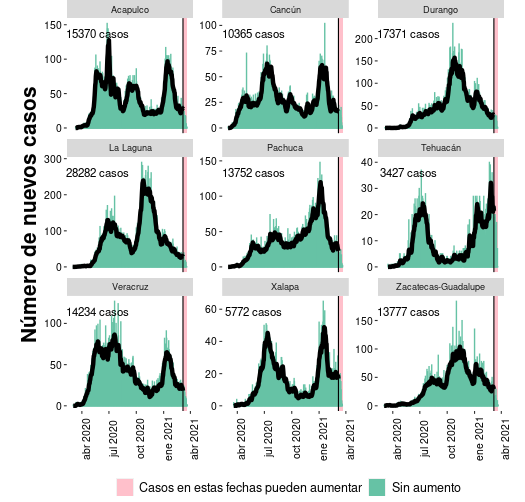 Número de nuevos casos
Acapulco
Cancún
Durango
15370 casos
10365 casos
17371 casos
150
100
50
0
100
75
50
25
0
200
150
100
50
0
La Laguna
Pachuca
Tehuacán
28282 casos
13752 casos
3427 casos
300
200
100
0
150
100
50
0
40
30
20
10
0
Veracruz
Xalapa
Zacatecas-Guadalupe
14234 casos
5772 casos
13777 casos
100
50
0
60
40
20
0
150
100
50
0
abr 2020
jul 2020
oct 2020
ene 2021
abr 2021
abr 2020
jul 2020
oct 2020
ene 2021
abr 2021
abr 2020
jul 2020
oct 2020
ene 2021
abr 2021
Casos en estas fechas pueden aumentar
Sin aumento